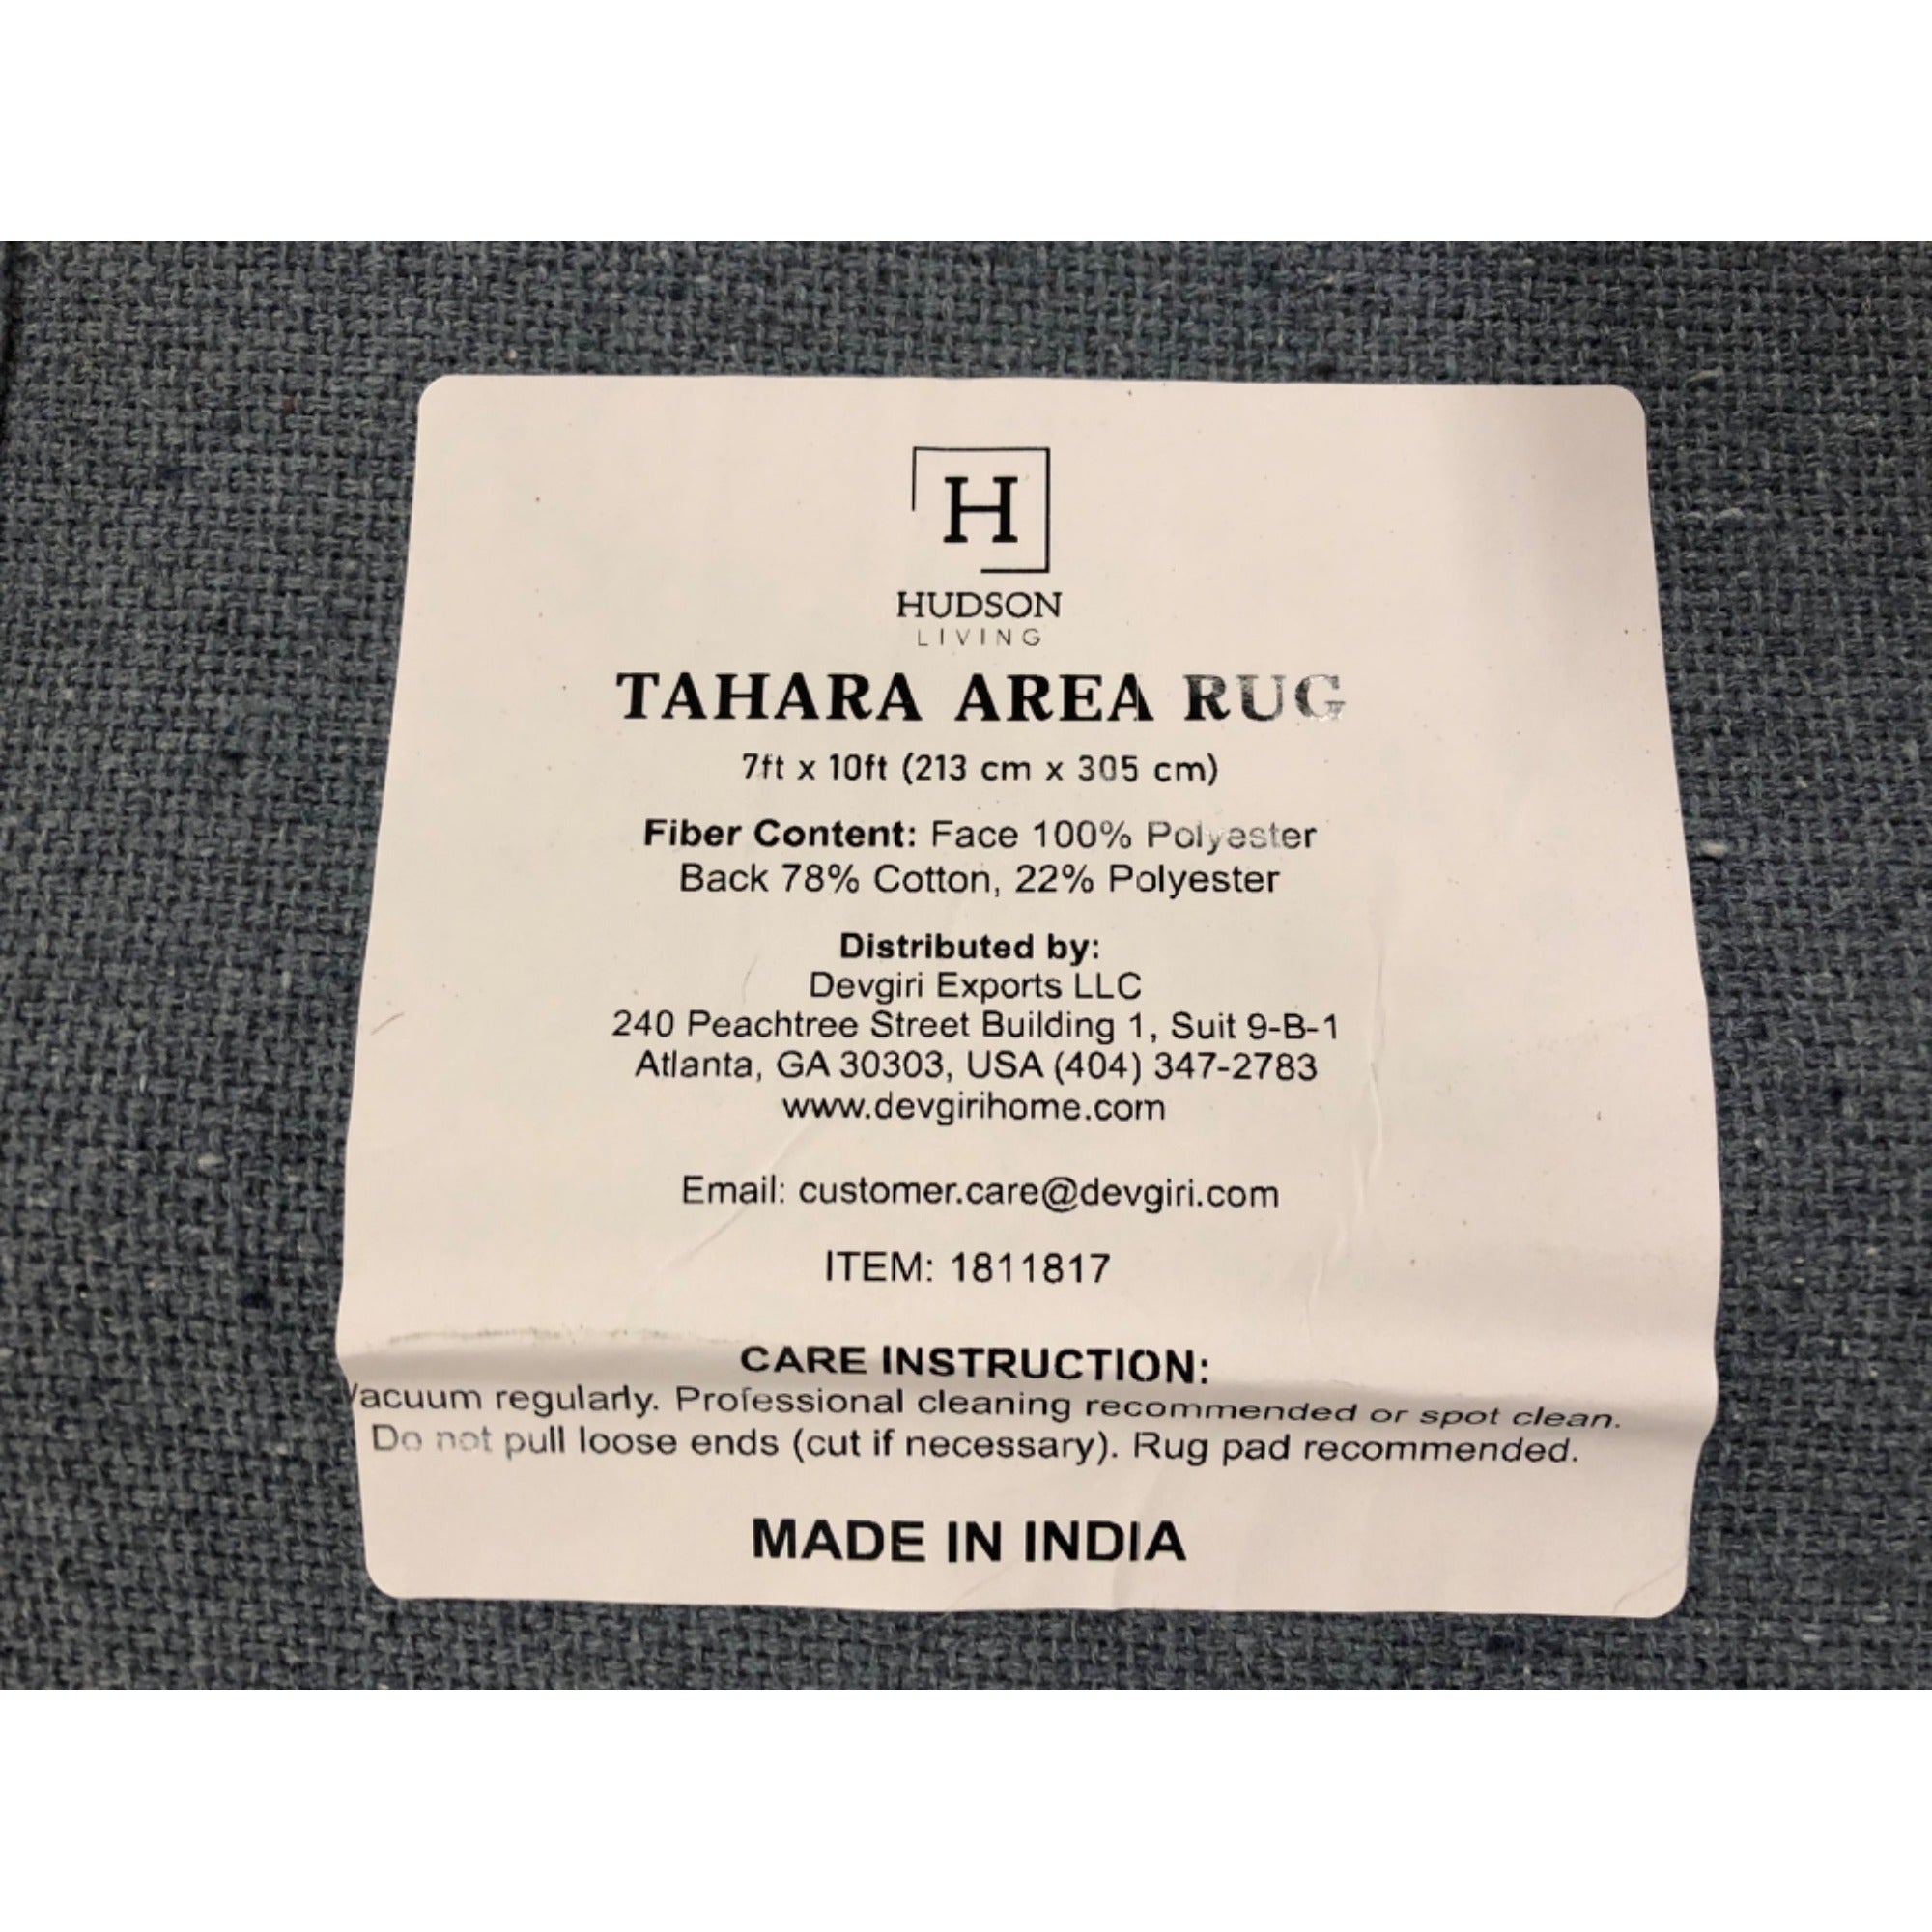 H
HUDSON
LIVING
TAHARA AREA RUG
7ft x 10ft (213 cm x 305 cm)
Fiber Content: Face 100% Polyester
Back 78% Cotton, 22% Polyester
Distributed by:
Devgiri Exports LLC
240 Peachtree Street Building 1, Suit 9-B-1
Atlanta, GA 30303, USA (404) 347-2783
www.devgirihome.com
Email: customer.care@devgiri.com
ITEM: 1811817
CARE INSTRUCTION:
Vacuum regularly. Professional cleaning recommended or spot clean.
Do not pull loose ends (cut if necessary). Rug pad recommended.
MADE IN INDIA